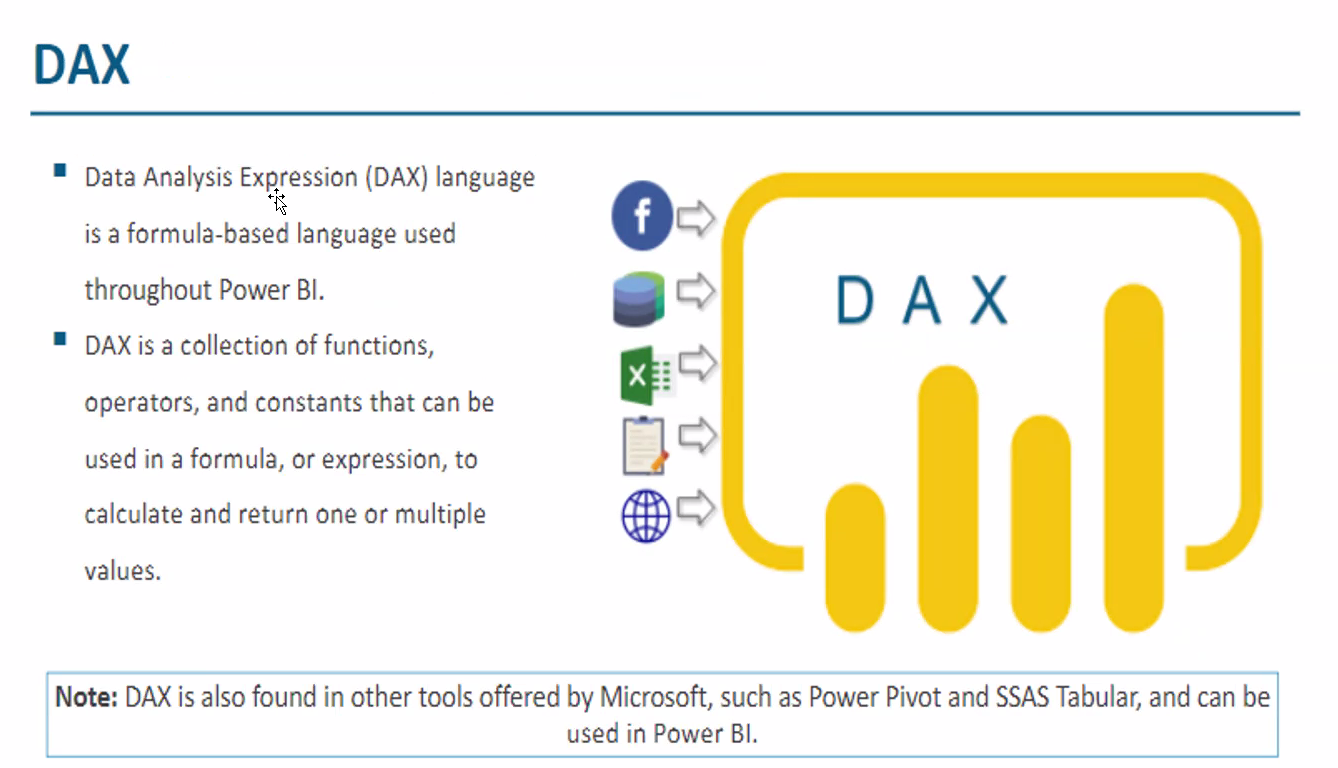 DAX
Data Analysis Expression (DAX) language
is a formula-based language used
throughout Power BI.
DAX is a collection of functions,
operators, and constants that can be
used in a formula, or expression, to
calculate and return one or multiple
values.
f
X
D A X
Note: DAX is also found in other tools offered by Microsoft, such as Power Pivot and SSAS Tabular, and can be
used in Power BI.